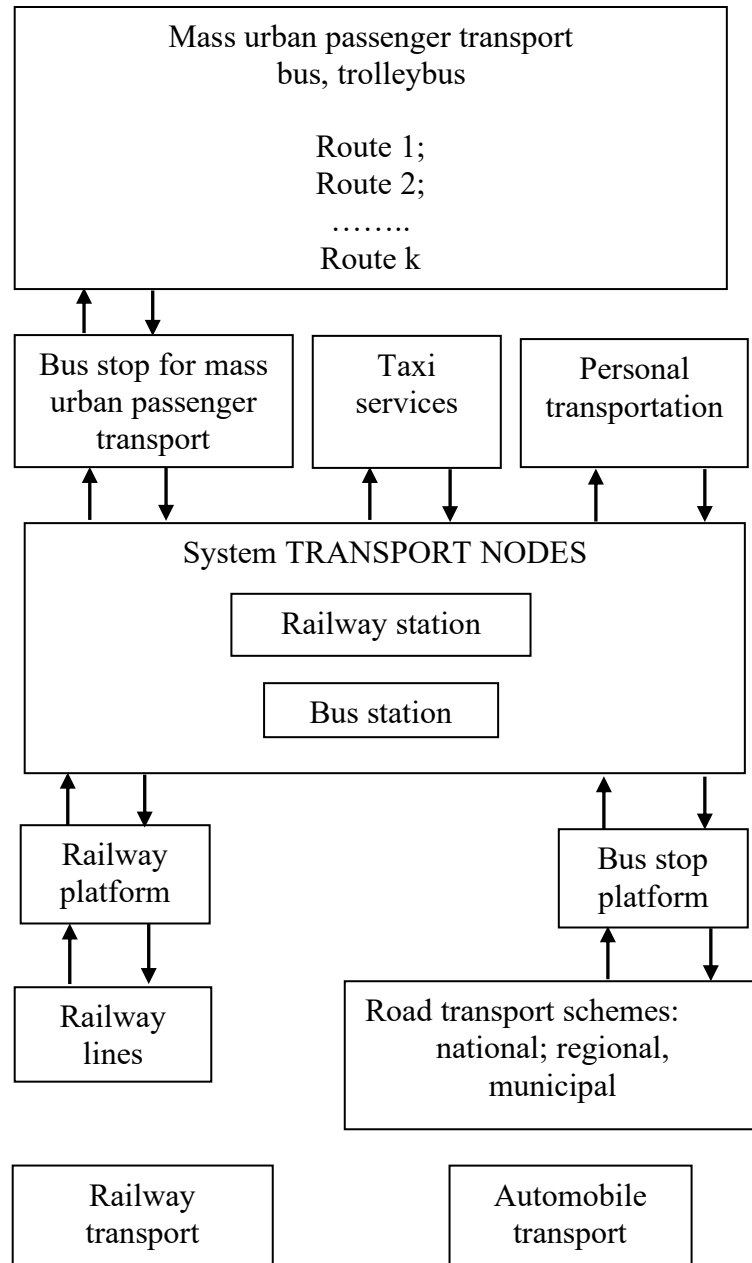 Mass urban passenger transport
bus, trolleybus
Route 1;
Route 2;
……..
Route k
Bus stop for mass
urban passenger
transport
Taxi
services
Personal
transportation
System TRANSPORT NODES
Railway station
Bus station
Railway
platform
Bus stop
platform
Railway
lines
Road transport schemes:
national; regional,
municipal
Railway
transport
Automobile
transport